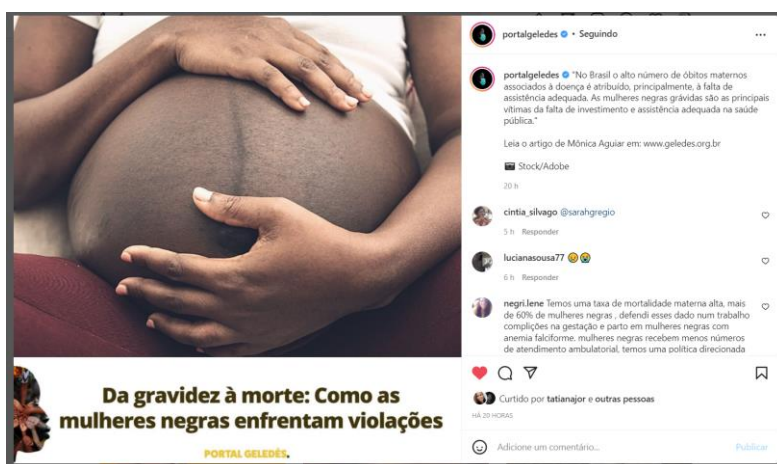 portalgeledes • Seguindo
portalgeledes "No Brasil o alto número de óbitos maternos
associados à doença é atribuído, principalmente, à falta de
assistência adequada. As mulheres negras grávidas são as principais
vítimas da falta de investimento e assistência adequada na saúde
pública."
Leia o artigo de Mônica Aguiar em: www.geledes.org.br
Stock/Adobe
20 h
cintia_silvago @sarahgregio
5 h Responder
lucianasousa77 😔😭
6 h Responder
negri.lene Temos uma taxa de mortalidade materna alta, mais
de 60% de mulheres negras , defendi esses dado num trabalho
complições na gestação e parto em mulheres negras com
anemia falciforme. mulheres negras recebem menos números
de atendimento ambulatorial, temos uma política direcionada
Curtido por tatianajor e outras pessoas
HÁ 20 HORAS
Adicione um comentário... Publicar
Da gravidez à morte: Como as
mulheres negras enfrentam violações
PORTAL GELEDÉS.